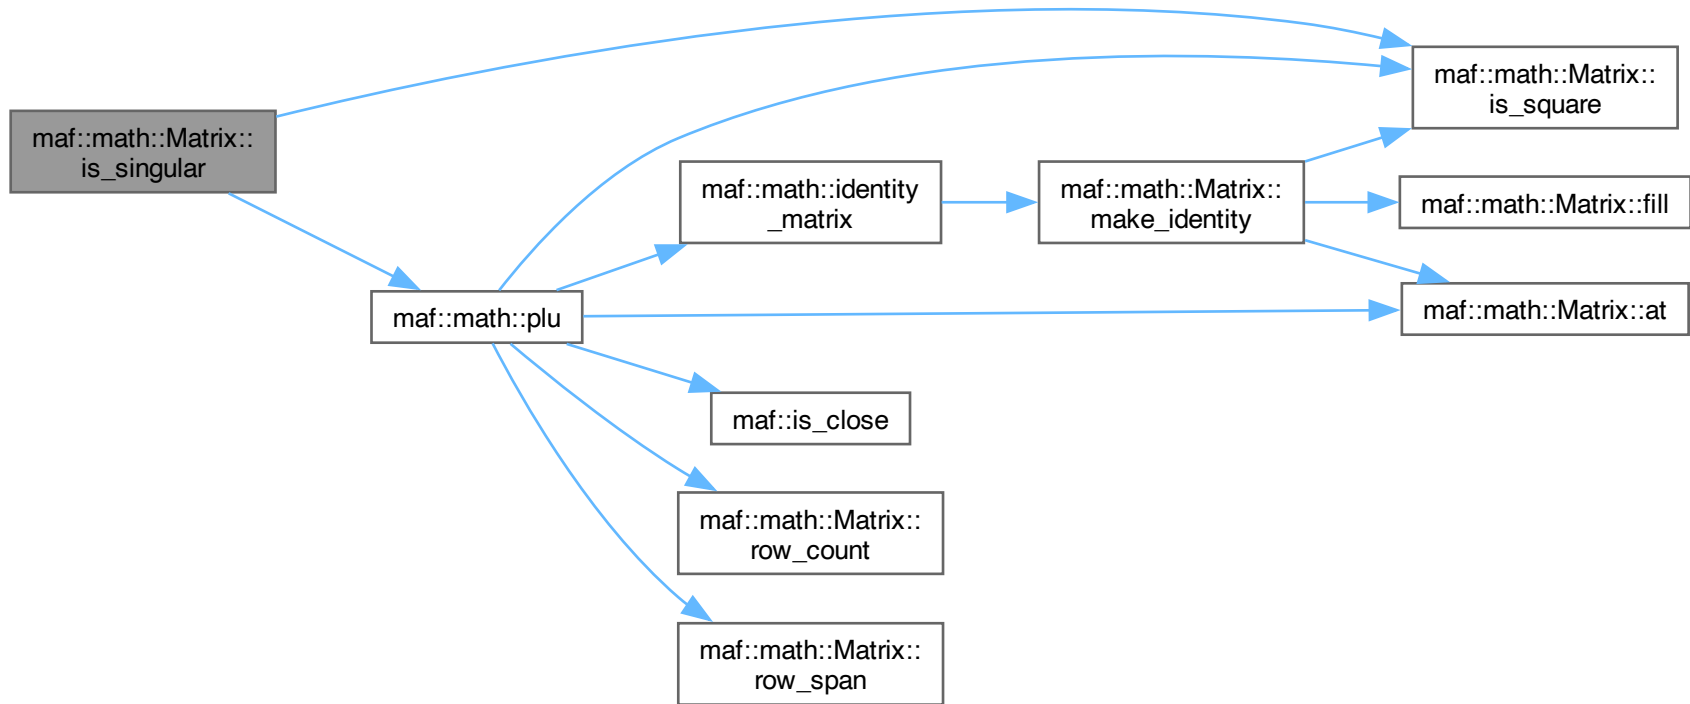 maf::math::Matrix::
is_singular
maf::math::plu
maf::math::identity
_matrix
maf::is_close
maf::math::Matrix::
row_count
maf::math::Matrix::
row_span
maf::math::Matrix::
make_identity
maf::math::Matrix::
is_square
maf::math::Matrix::fill
maf::math::Matrix::at